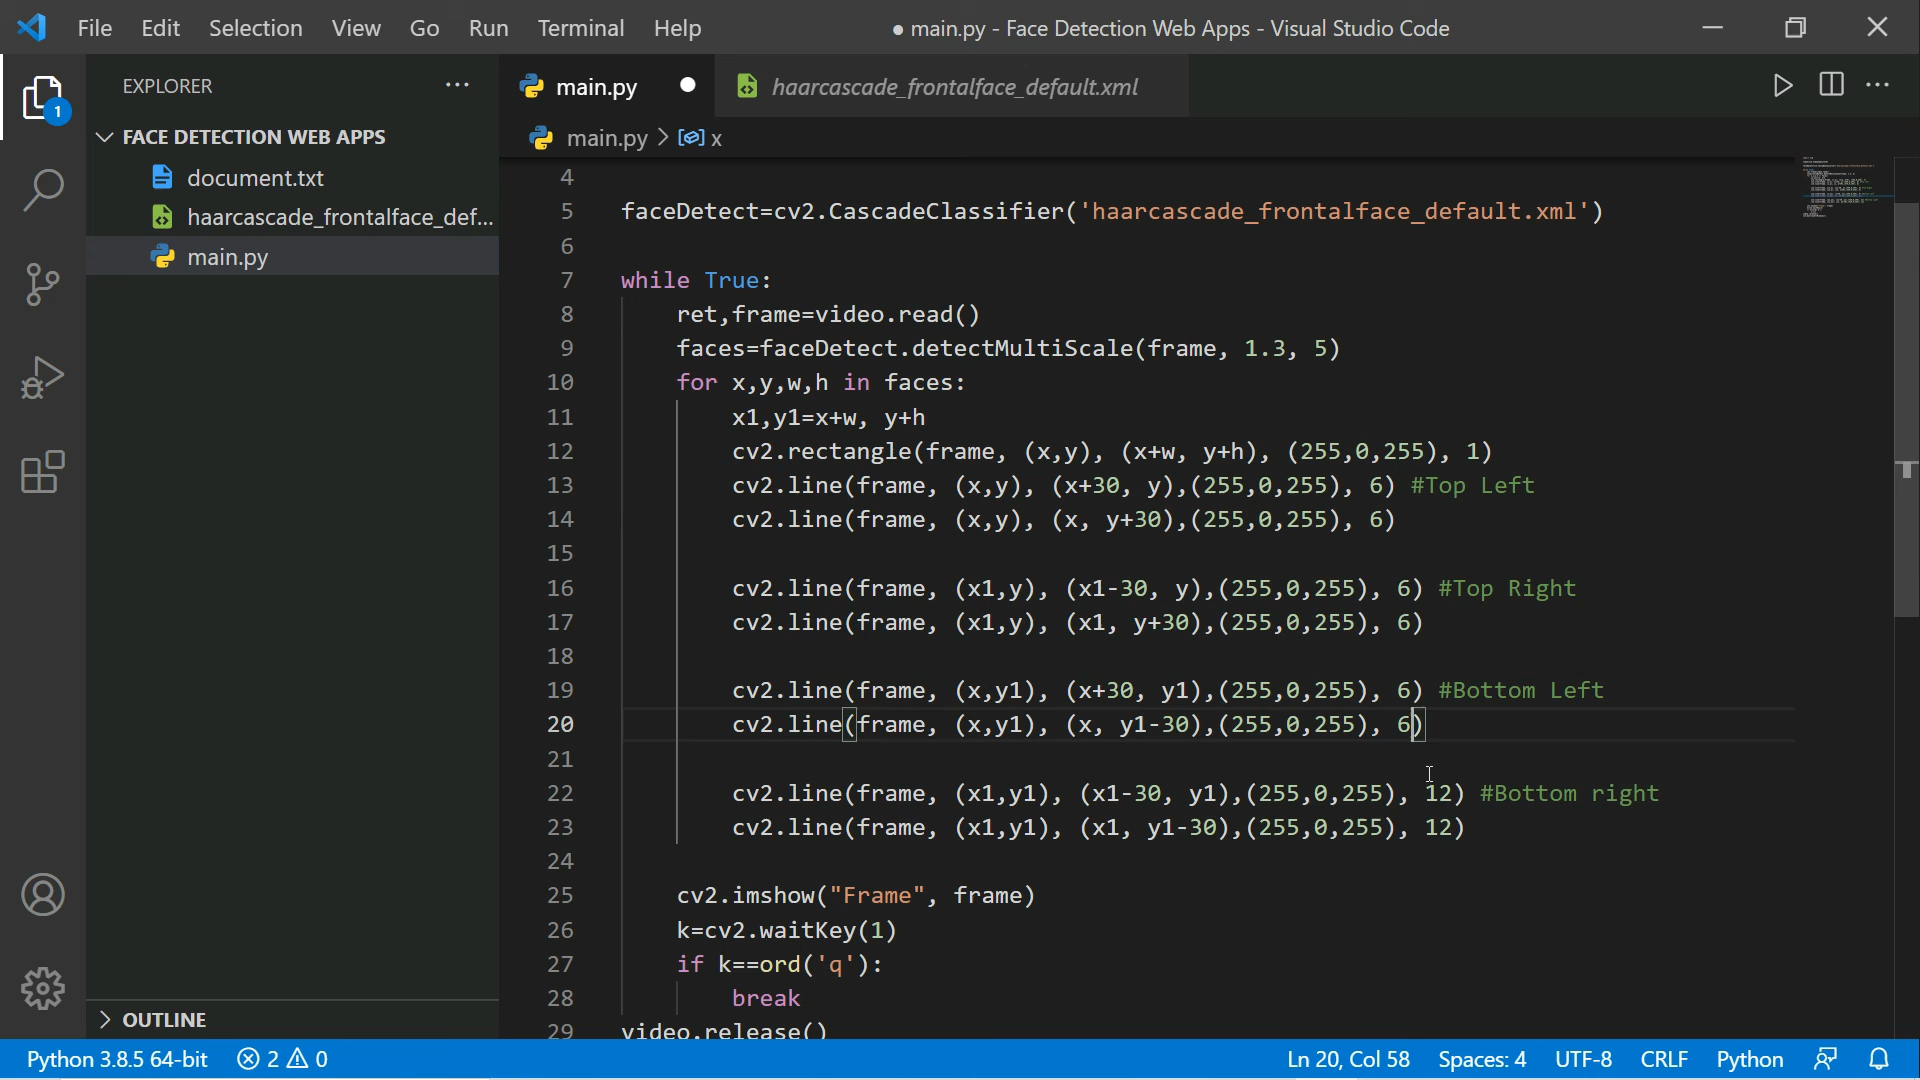 File Edit Selection View Go Run Terminal Help
● main.py - Face Detection Web Apps - Visual Studio Code
1
EXPLORER
FACE DETECTION WEB APPS
document.txt
haarcascade_frontalface_def...
main.py
OUTLINE
main.py
haarcascade_frontalface_default.xml
main.py > x
4
5 faceDetect=cv2.CascadeClassifier('haarcascade_frontalface_default.xml')
6
7 while True:
8 ret,frame=video.read()
9 faces=faceDetect.detectMultiScale(frame, 1.3, 5)
10 for x,y,w,h in faces:
11 x1,y1=x+w, y+h
12 cv2.rectangle(frame, (x,y), (x+w, y+h), (255,0,255), 1)
13 cv2.line(frame, (x,y), (x+30, y),(255,0,255), 6) #Top Left
14 cv2.line(frame, (x,y), (x, y+30),(255,0,255), 6)
15
16 cv2.line(frame, (x1,y), (x1-30, y),(255,0,255), 6) #Top Right
17 cv2.line(frame, (x1,y), (x1, y+30),(255,0,255), 6)
18
19 cv2.line(frame, (x,y1), (x+30, y1),(255,0,255), 6) #Bottom Left
20 cv2.line(frame, (x,y1), (x, y1-30),(255,0,255), 6)
21
22 cv2.line(frame, (x1,y1), (x1-30, y1),(255,0,255), 12) #Bottom right
23 cv2.line(frame, (x1,y1), (x1, y1-30),(255,0,255), 12)
24
25 cv2.imshow("Frame", frame)
26 k=cv2.waitKey(1)
27 if k==ord('q'):
28 break
29 video.release()
Python 3.8.5 64-bit 2 0 Ln 20, Col 58 Spaces: 4 UTF-8 CRLF Python